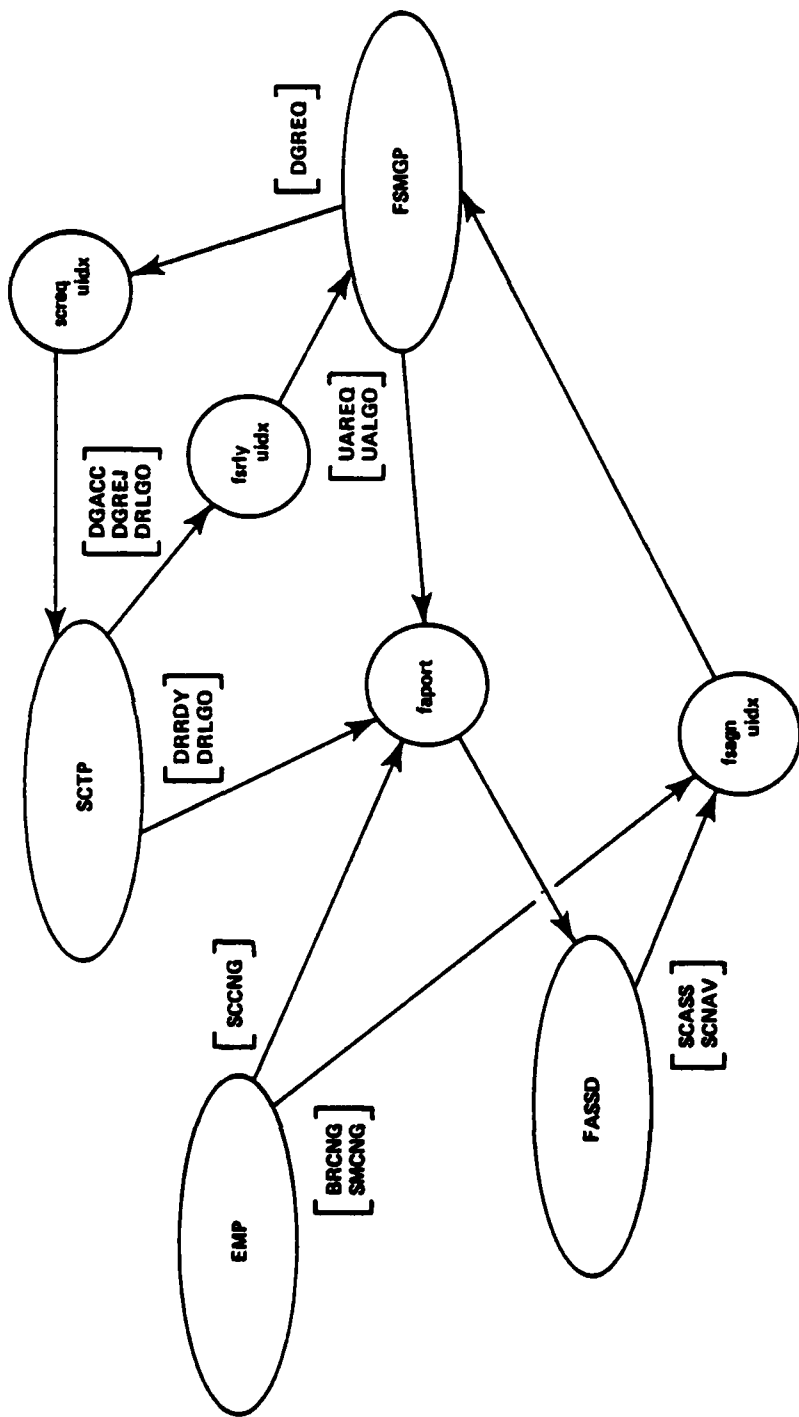 screq
uidx
SCTP
DGACC
DGREJ
DRLGO
DRRDY
DRLGO
SCCNG
EMP
fsrly
uidx
DGREQ
BRCNG
SMCNG
UAREQ
UALGO
FSMGP
faport
FASSD
SCASS
SCNAV
fsagn
uidx